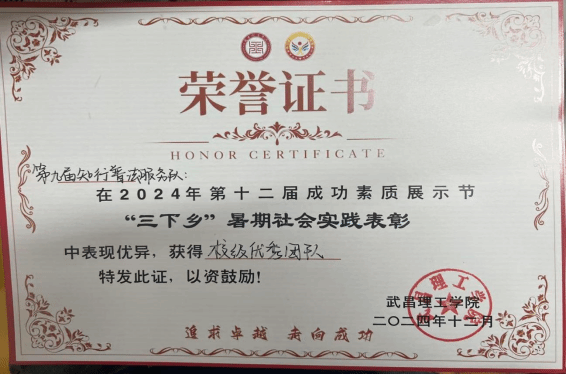 荣誉证书
HONOR CERTIFICATE
第九届知行普法服务队：
在2024年第十二届成功素质展示节
“三下乡”暑期社会实践表彰
中表现优异，获得 校级优秀团队
特发此证，以资鼓励！
武昌理工学院
二〇二四年十二月
追求卓越 走向成功